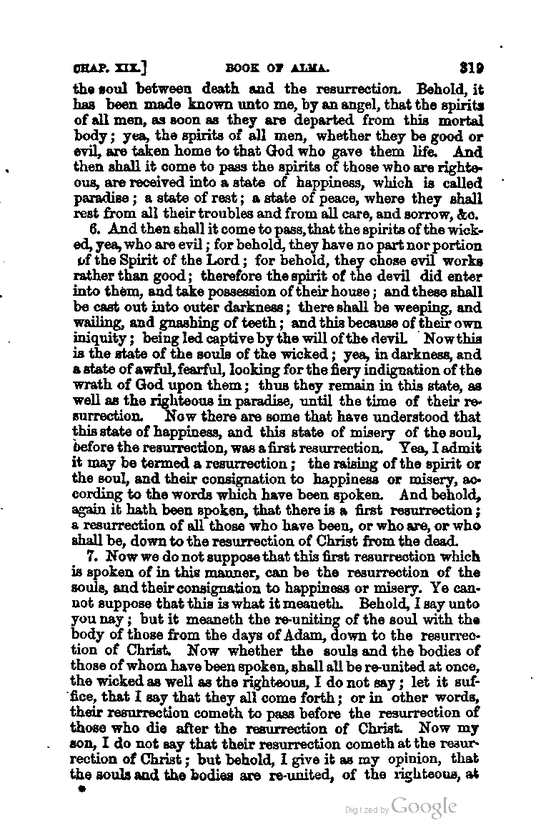 CHAP. XIX.] BOOK OF ALMA. 319
the soul between death and the resurrection. Behold, it
has been made known unto me, by an angel, that the spirits
of all men, as soon as they are departed from this mortal
body; yea, the spirits of all men, whether they be good or
evil, are taken home to that God who gave them life. And
then shall it come to pass the spirits of those who are righte-
ous, are received into a state of happiness, which is called
paradise; a state of rest; a state of peace, where they shall
rest from all their troubles and from all care, and sorrow, &c.
6. And then shall it come to pass, that the spirits of the wick-
ed, yea, who are evil; for behold, they have no part nor portion
of the Spirit of the Lord; for behold, they chose evil works
rather than good; therefore the spirit of the devil did enter
into them, and take possession of their house; and these shall
be cast out into outer darkness; there shall be weeping, and
wailing, and gnashing of teeth; and this because of their own
iniquity; being led captive by the will of the devil. Now this
is the state of the souls of the wicked; yea, in darkness, and
a state of awful, fearful, looking for the fiery indignation of the
wrath of God upon them; thus they remain in this state, as
well as the righteous in paradise, until the time of their re-
surrection. Now there are some that have understood that
this state of happiness, and this state of misery of the soul,
before the resurrection, was a first resurrection. Yea, I admit
it may be termed a resurrection; the raising of the spirit or
the soul, and their consignation to happiness or misery, ac-
cording to the words which have been spoken. And behold,
again it hath been spoken, that there is a first resurrection;
a resurrection of all those who have been, or who are, or who
shall be, down to the resurrection of Christ from the dead.
7. Now we do not suppose that this first resurrection which
is spoken of in this manner, can be the resurrection of the
souls, and their consignation to happiness or misery. Ye can-
not suppose that this is what it meaneth. Behold, I say unto
you nay; but it meaneth the re-uniting of the soul with the
body of those from the days of Adam, down to the resurrec-
tion of Christ. Now whether the souls and the bodies of
those of whom have been spoken, shall all be re-united at once,
the wicked as well as the righteous, I do not say; let it suf-
fice, that I say that they all come forth; or in other words,
their resurrection cometh to pass before the resurrection of
those who die after the resurrection of Christ. Now my
son, I do not say that their resurrection cometh at the resur-
rection of Christ; but behold, I give it as my opinion, that
the souls and the bodies are re-united, of the righteous, at
Digitized by Google